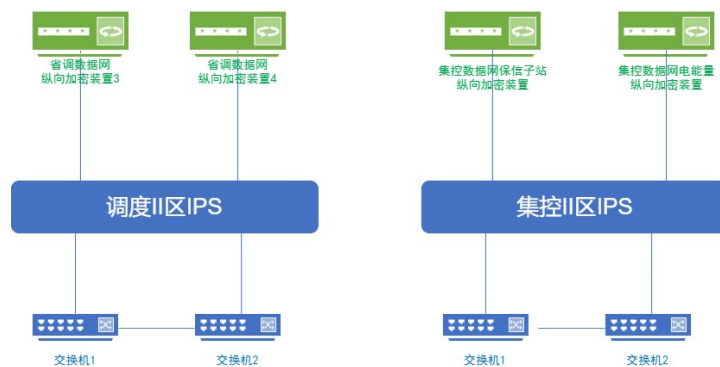 省调数据网
纵向加密装置3
省调数据网
纵向加密装置4
集控数据网保信子站
纵向加密装置
集控数据网电能量
纵向加密装置
调度II区IPS
集控II区IPS
交换机1
交换机2
交换机1
交换机2